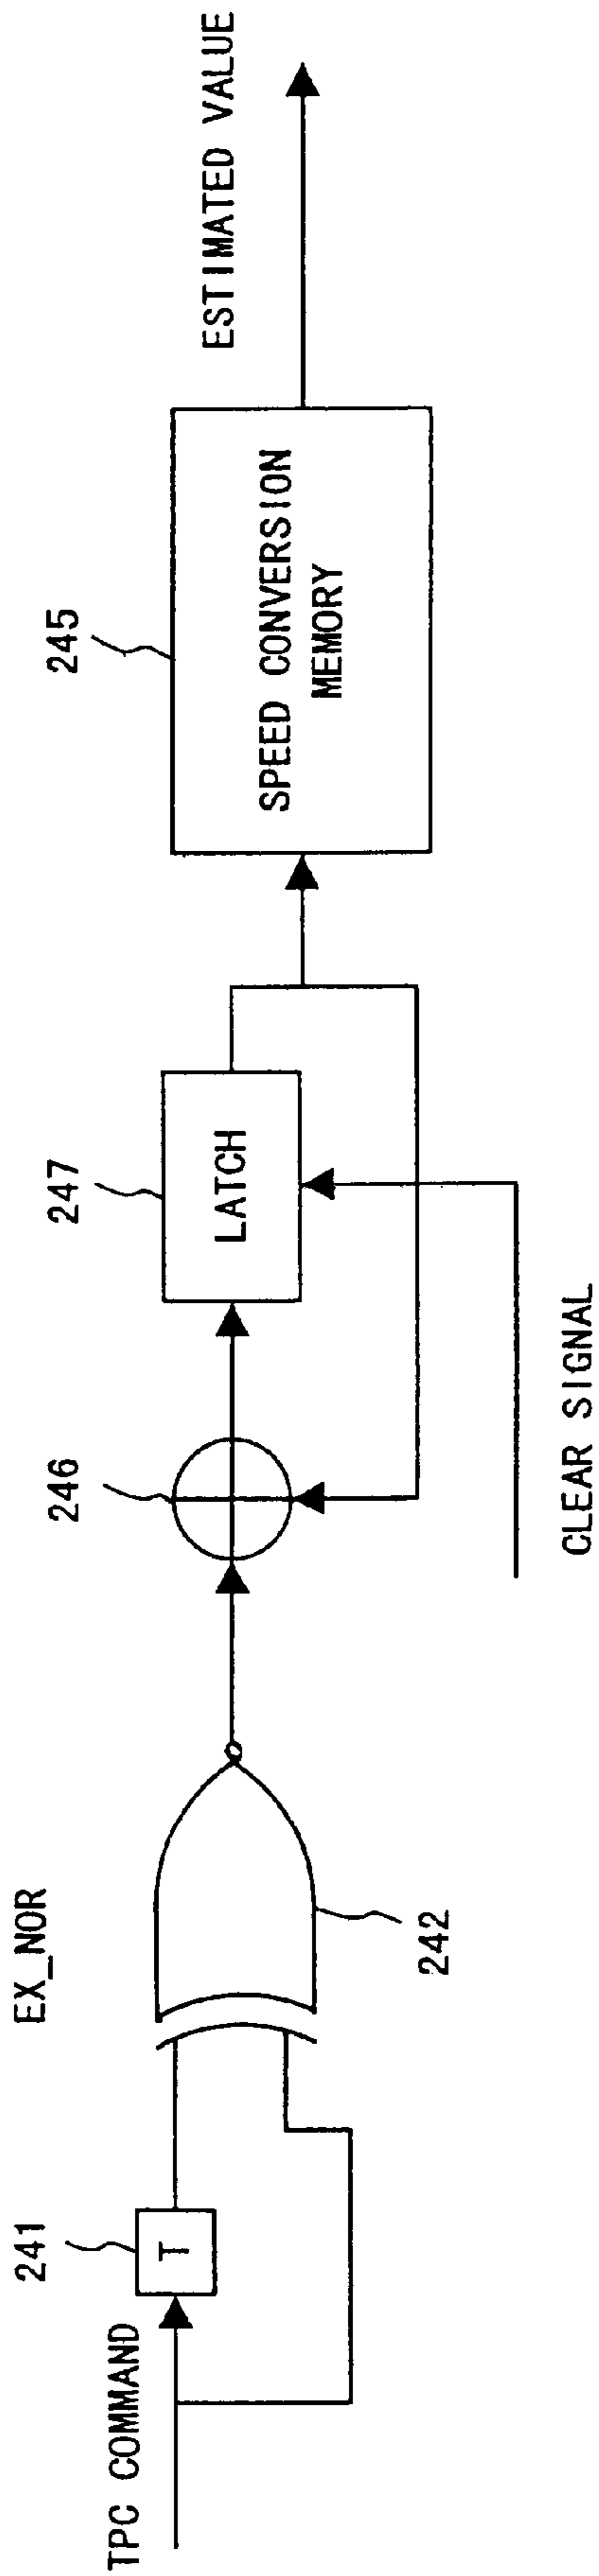 TPC COMMAND
241
T
EX_NOR
242
246
247
LATCH
CLEAR SIGNAL
245
SPEED CONVERSION
MEMORY
ESTIMATED VALUE